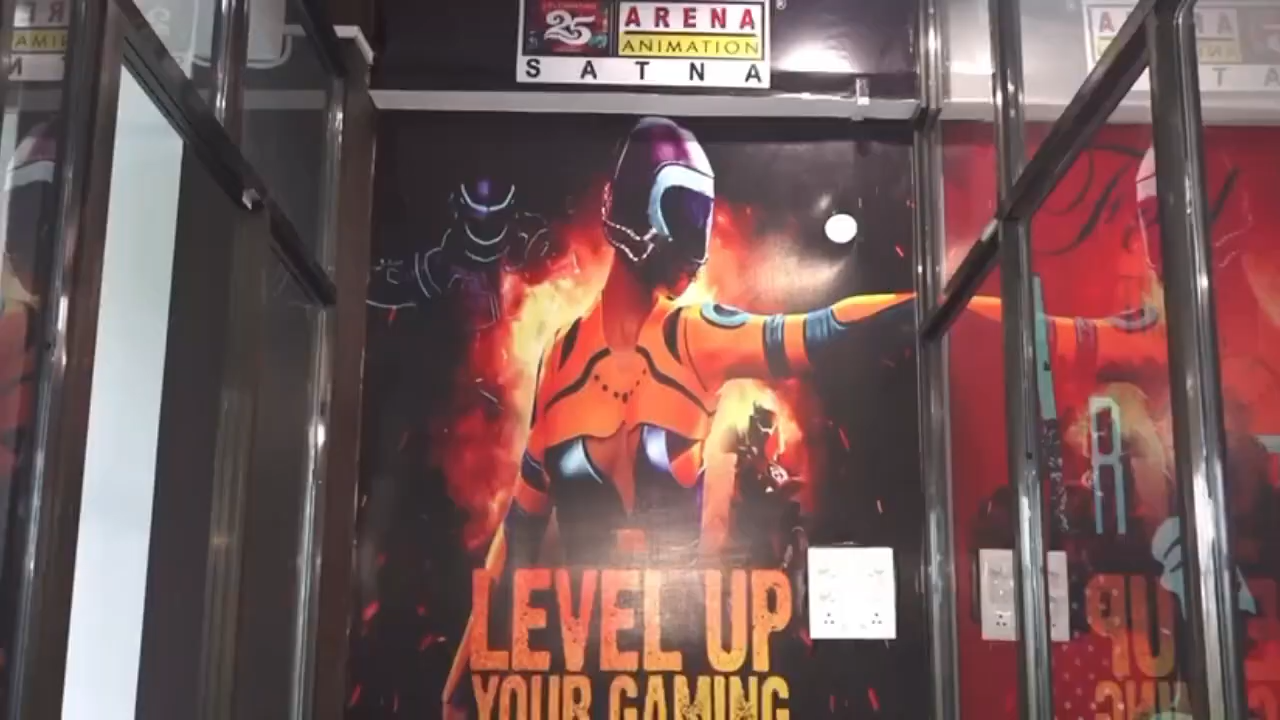 25
ARENA
ANIMATION
SATNA
LEVEL UP
YOUR GAMING